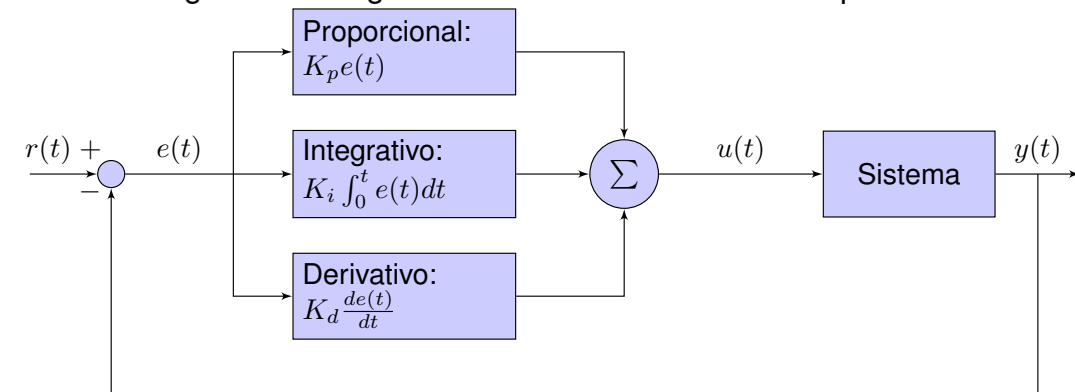 Proporcional:
$K_p e(t)$
$r(t)$ + $e(t)$
−
Integrativo:
$K_i \int_0^t e(t)dt$
$\sum$
$u(t)$
Sistema
$y(t)$
Derivativo:
$K_d \frac{de(t)}{dt}$